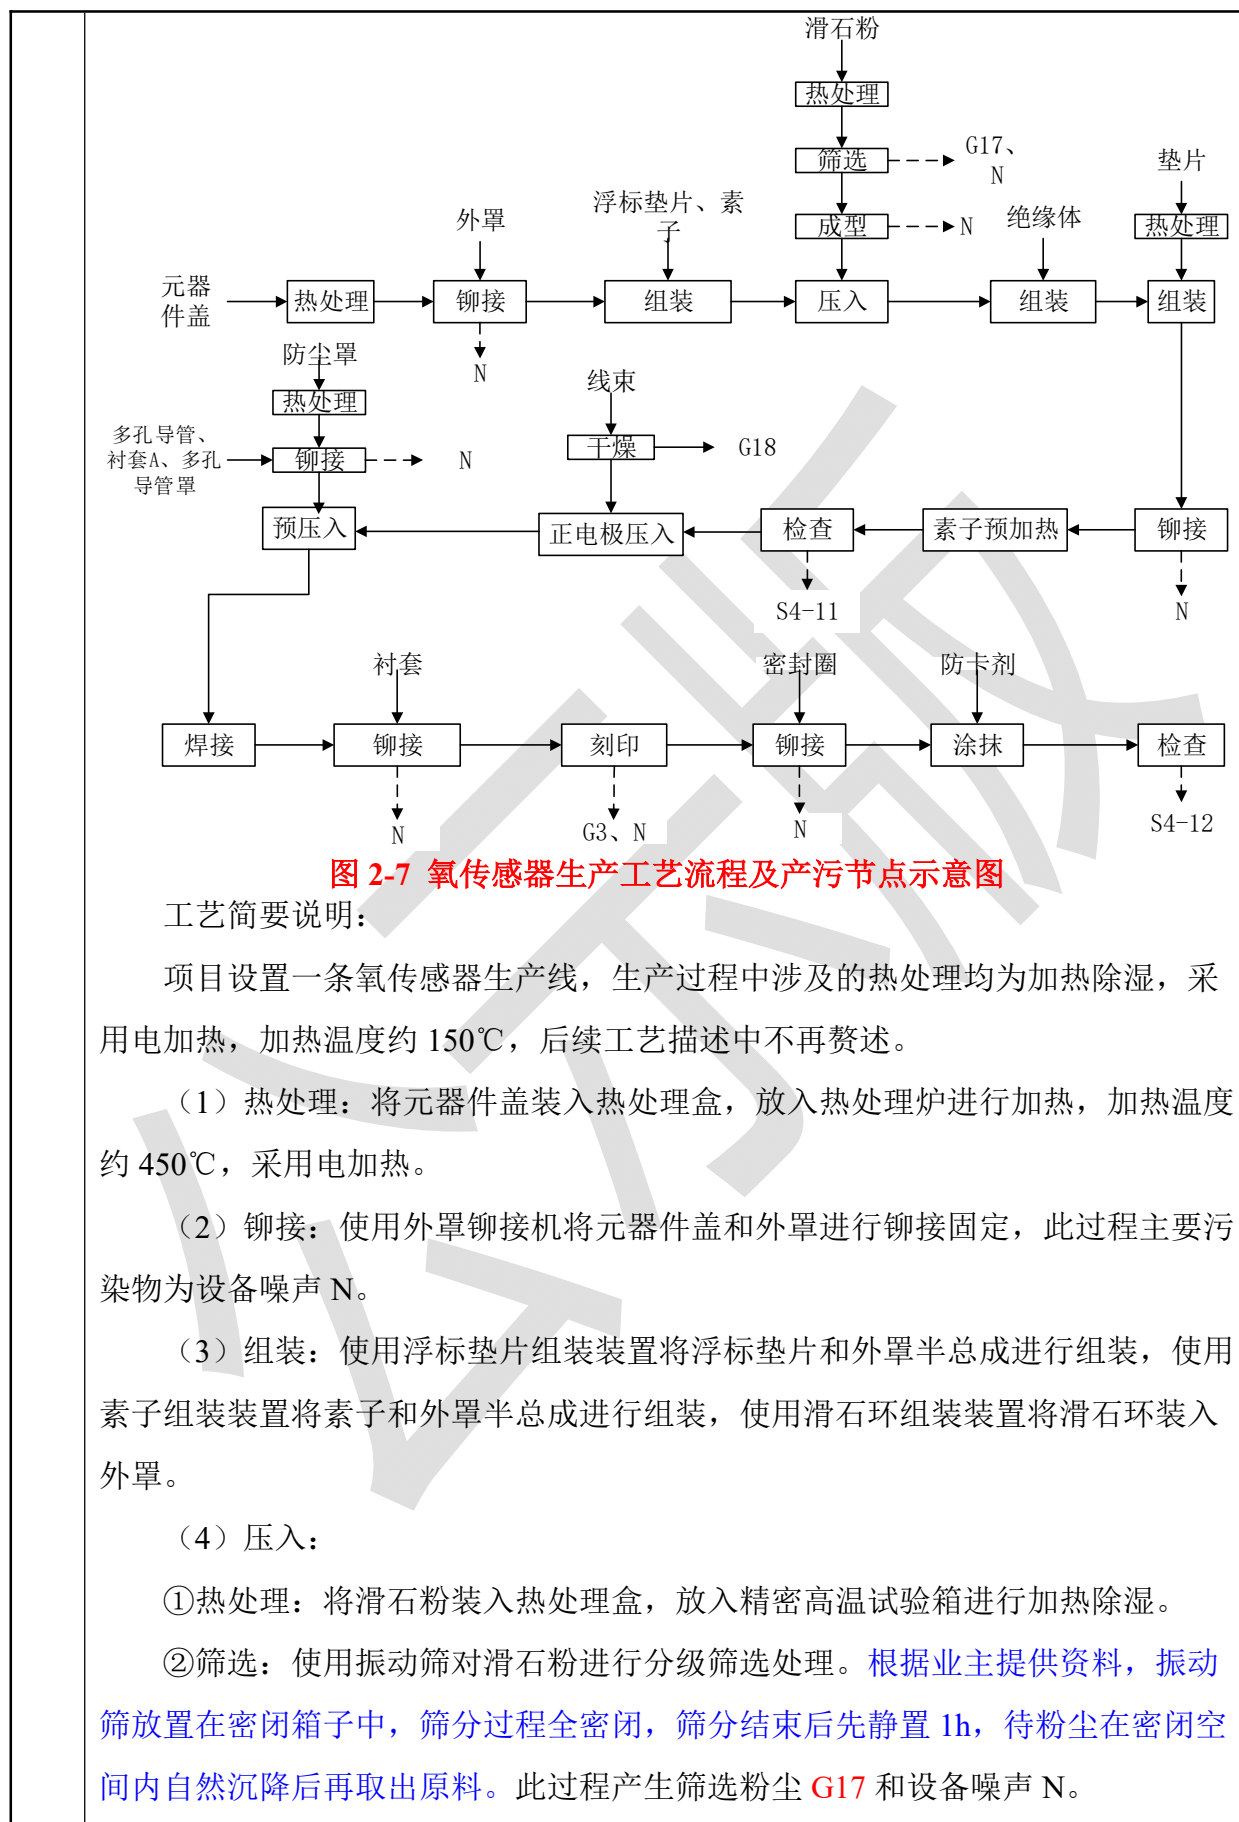 滑石粉
热处理
筛选
G17、
N
垫片
浮标垫片、素
子
外罩
成型
N
绝缘体
热处理
元器
件盖
热处理
铆接
组装
压入
组装
组装
N
防尘罩
热处理
线束
多孔导管、
衬套A、多孔
导管罩
铆接
N
干燥
G18
预压入
正电极压入
检查
素子预加热
铆接
S4-11
N
衬套
密封圈
防卡剂
焊接
铆接
刻印
铆接
涂抹
检查
N
G3、N
N
S4-12
图 2-7 氧传感器生产工艺流程及产污节点示意图
工艺简要说明：
项目设置一条氧传感器生产线，生产过程中涉及的热处理均为加热除湿，采
用电加热，加热温度约 150℃，后续工艺描述中不再赘述。
（1）热处理：将元器件盖装入热处理盒，放入热处理炉进行加热，加热温度
约 450℃，采用电加热。
（2）铆接：使用外罩铆接机将元器件盖和外罩进行铆接固定，此过程主要污
染物为设备噪声 N。
（3）组装：使用浮标垫片组装装置将浮标垫片和外罩半总成进行组装，使用
素子组装装置将素子和外罩半总成进行组装，使用滑石环组装装置将滑石环装入
外罩。
（4）压入：
①热处理：将滑石粉装入热处理盒，放入精密高温试验箱进行加热除湿。
②筛选：使用振动筛对滑石粉进行分级筛选处理。根据业主提供资料，振动
筛放置在密闭箱子中，筛分过程全密闭，筛分结束后先静置 1h，待粉尘在密闭空
间内自然沉降后再取出原料。此过程产生筛选粉尘 G17 和设备噪声 N。
公示版